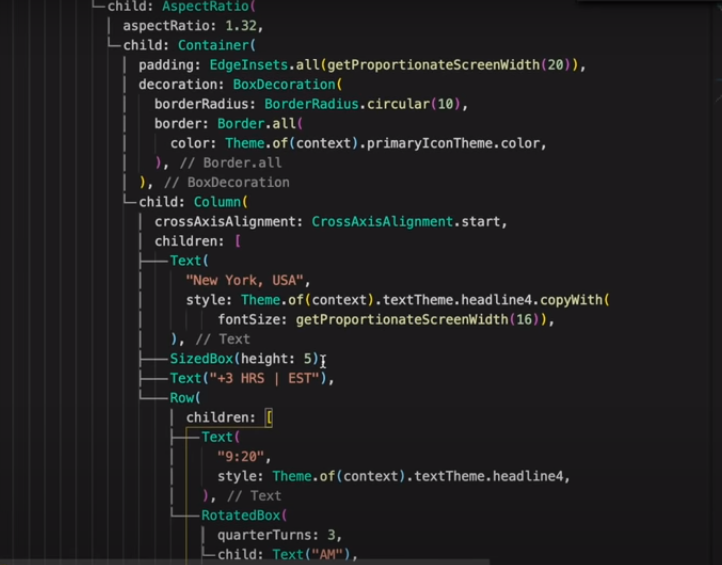 child: AspectRatio(
aspectRatio: 1.32,
child: Container(
padding: EdgeInsets.all(getProportionateScreenWidth(20)),
decoration: BoxDecoration(
borderRadius: BorderRadius.circular(10),
border: Border.all(
color: Theme.of(context).primaryIconTheme.color,
), // Border.all
), // BoxDecoration
child: Column(
crossAxisAlignment: CrossAxisAlignment.start,
children: [
Text(
"New York, USA",
style: Theme.of(context).textTheme.headline4.copyWith(
fontSize: getProportionateScreenWidth(16)),
), // Text
SizedBox(height: 5),
Text("+3 HRS | EST"),
Row(
children: [
Text(
"9:20",
style: Theme.of(context).textTheme.headline4,
), // Text
RotatedBox(
quarterTurns: 3,
child: Text("AM"),